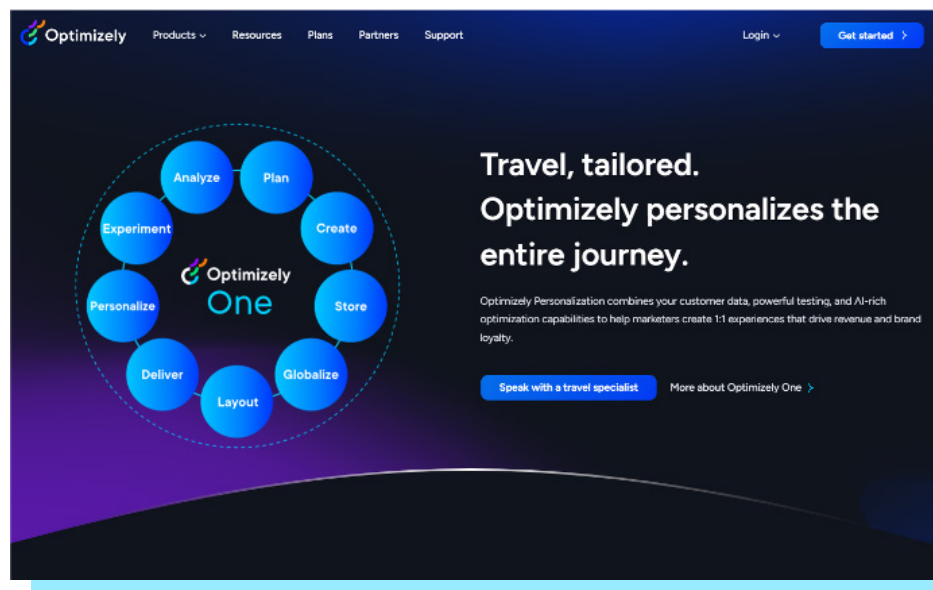 Optimizely
Products
Resources
Plans
Partners
Support
Login
Get started
Analyze
Plan
Experiment
Create
Optimizely
One
Personalize
Store
Deliver
Globalize
Layout
Travel, tailored.
Optimizely personalizes the
entire journey.
Optimizely Personalization combines your customer data, powerful testing, and AI-rich
optimization capabilities to help marketers create 1:1 experiences that drive revenue and brand
loyalty.
Speak with a travel specialist
More about Optimizely One